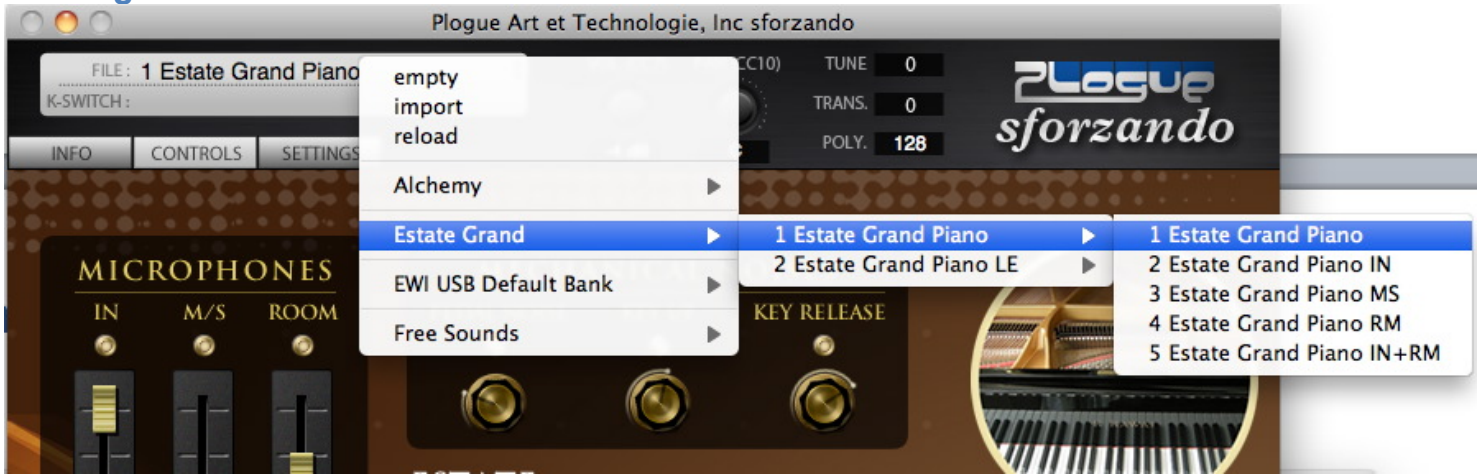 Plogue Art et Technologie, Inc sforzando
FILE: 1 Estate Grand Piano
K-SWITCH:
CC10)
TUNE 0
TRANS. 0
POLY. 128
PLOGUE
sforzando
INFO
CONTROLS
SETTINGS
empty
import
reload
Alchemy
Estate Grand
EWI USB Default Bank
Free Sounds
1 Estate Grand Piano
2 Estate Grand Piano LE
1 Estate Grand Piano
2 Estate Grand Piano IN
3 Estate Grand Piano MS
4 Estate Grand Piano RM
5 Estate Grand Piano IN+RM
MICROPHONES
IN
M/S
ROOM
KEY RELEASE